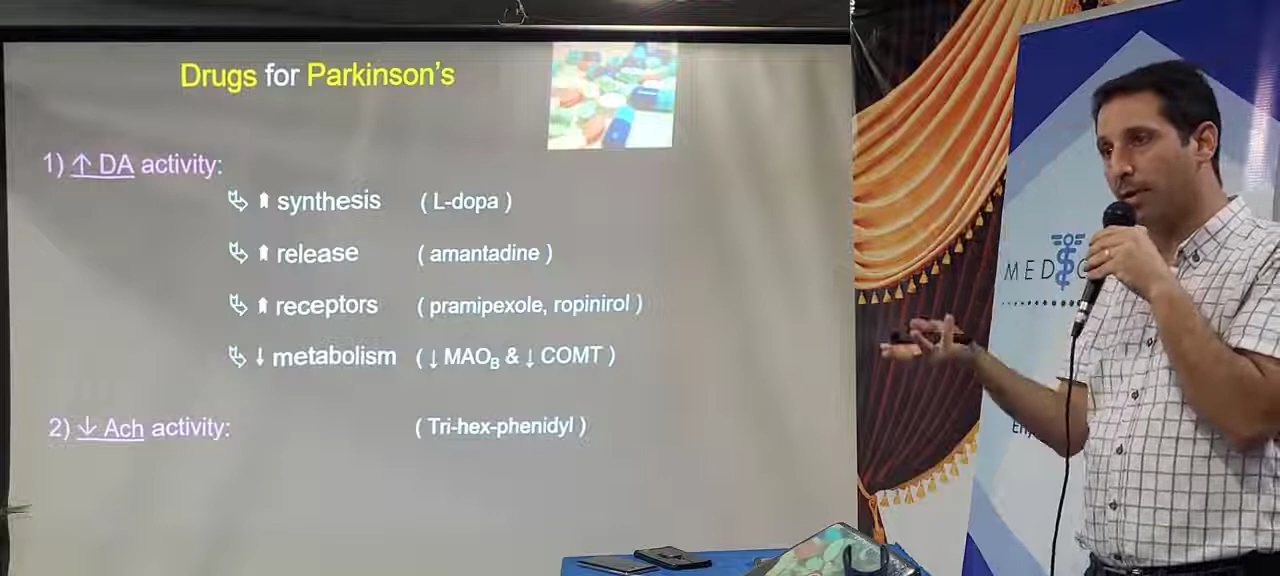 Drugs for Parkinson's
1) ↑ DA activity:
⬆ synthesis ( L-dopa )
⬆ release ( amantadine )
⬆ receptors ( pramipexole, ropinirol )
↓ metabolism ( ↓ MAOB & ↓ COMT )
2) ↓ Ach activity: ( Tri-hex-phenidyl )
MED